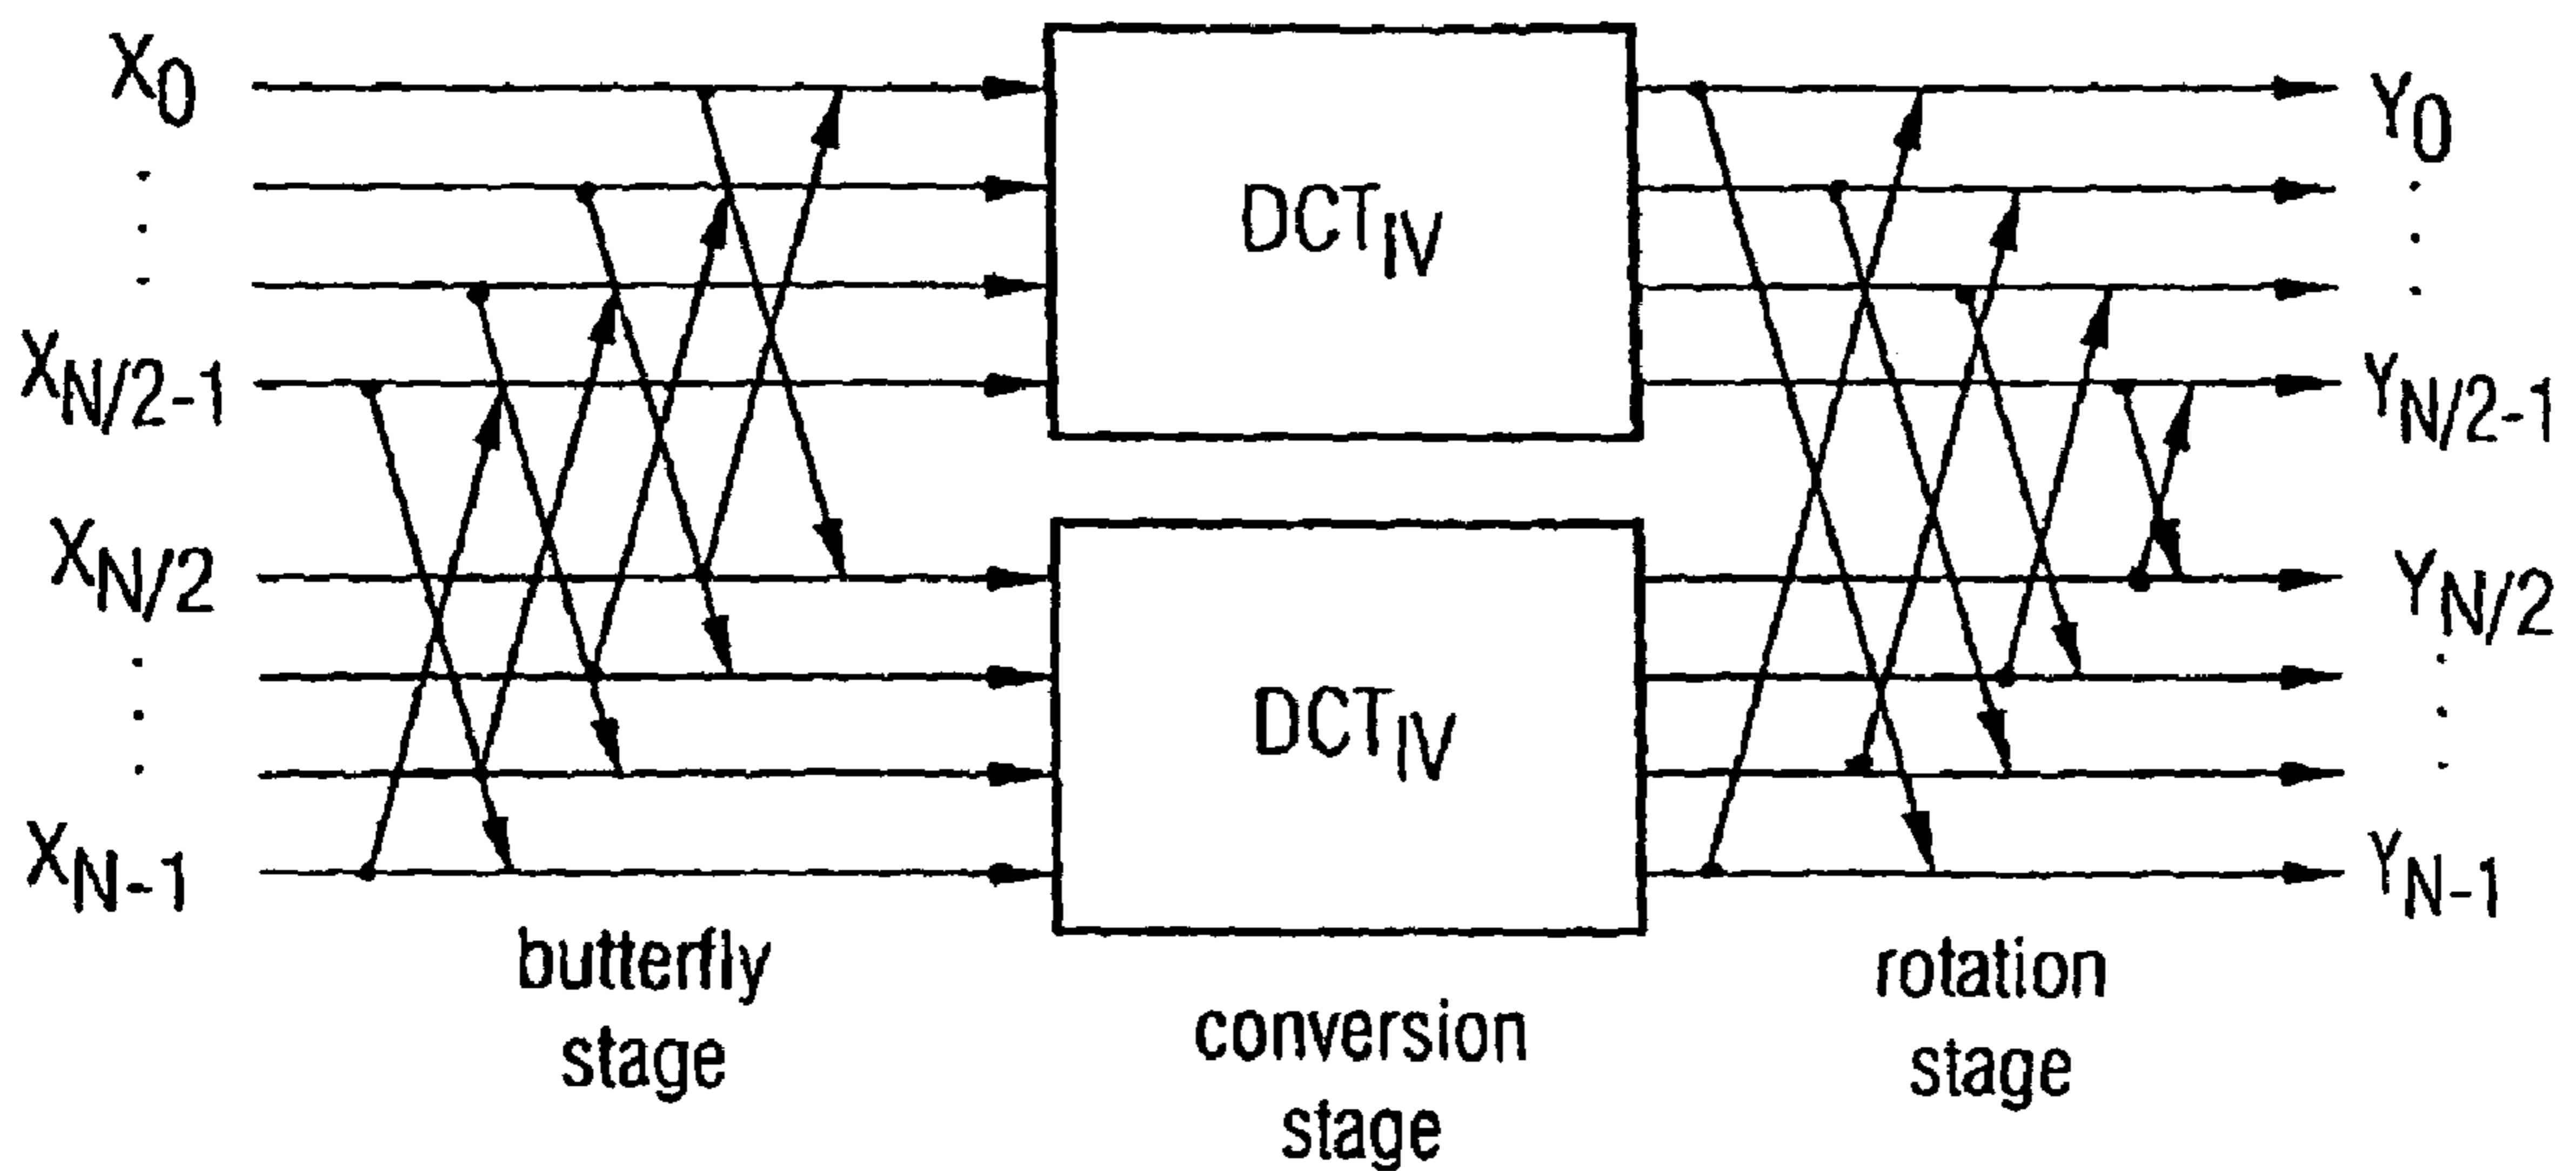 X0
Y0
DCTIV
XN/2-1
YN/2-1
XN/2
YN/2
DCTIV
XN-1
YN-1
butterfly
stage
conversion
stage
rotation
stage